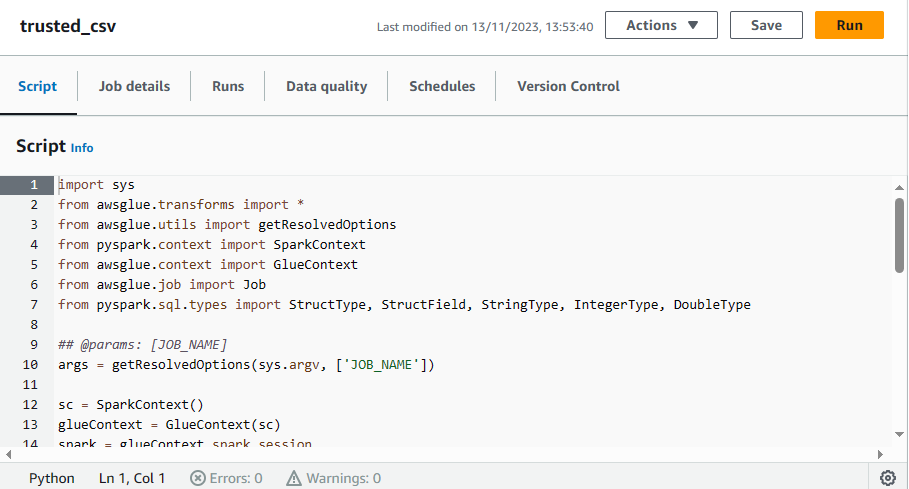 trusted_csv
Last modified on 13/11/2023, 13:53:40
Actions ▼
Save
Run
Script
Job details
Runs
Data quality
Schedules
Version Control
Script Info
1 import sys
2 from awsglue.transforms import *
3 from awsglue.utils import getResolvedOptions
4 from pyspark.context import SparkContext
5 from awsglue.context import GlueContext
6 from awsglue.job import Job
7 from pyspark.sql.types import StructType, StructField, StringType, IntegerType, DoubleType
8
9 ## @params: [JOB_NAME]
10 args = getResolvedOptions(sys.argv, ['JOB_NAME'])
11
12 sc = SparkContext()
13 glueContext = GlueContext(sc)
14 spark = glueContext.spark_session
Python Ln 1, Col 1 Errors: 0 Warnings: 0